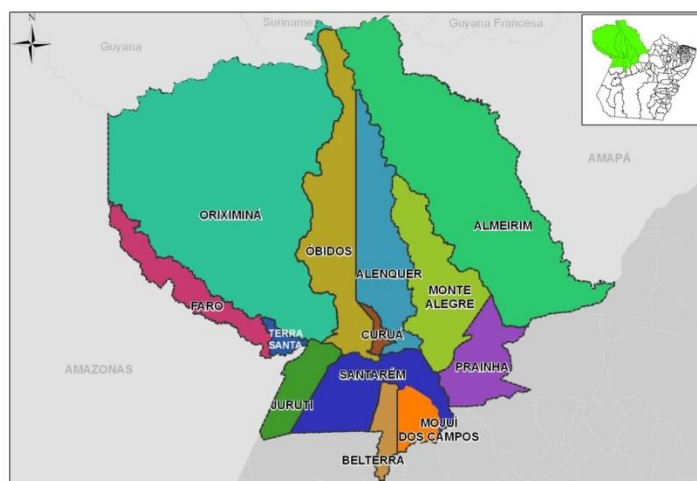 N
Suriname
Guyana Francesa
Guyana
AMAPÁ
ORIXIMINÁ
ALMEIRIM
ÓBIDOS
ALENQUER
MONTE
ALEGRE
FARO
TERRA
SANTA
CURUÁ
PRAINHA
AMAZONAS
SANTARÉM
JURUTI
MOJUÍ
DOS CAMPOS
BELTERRA